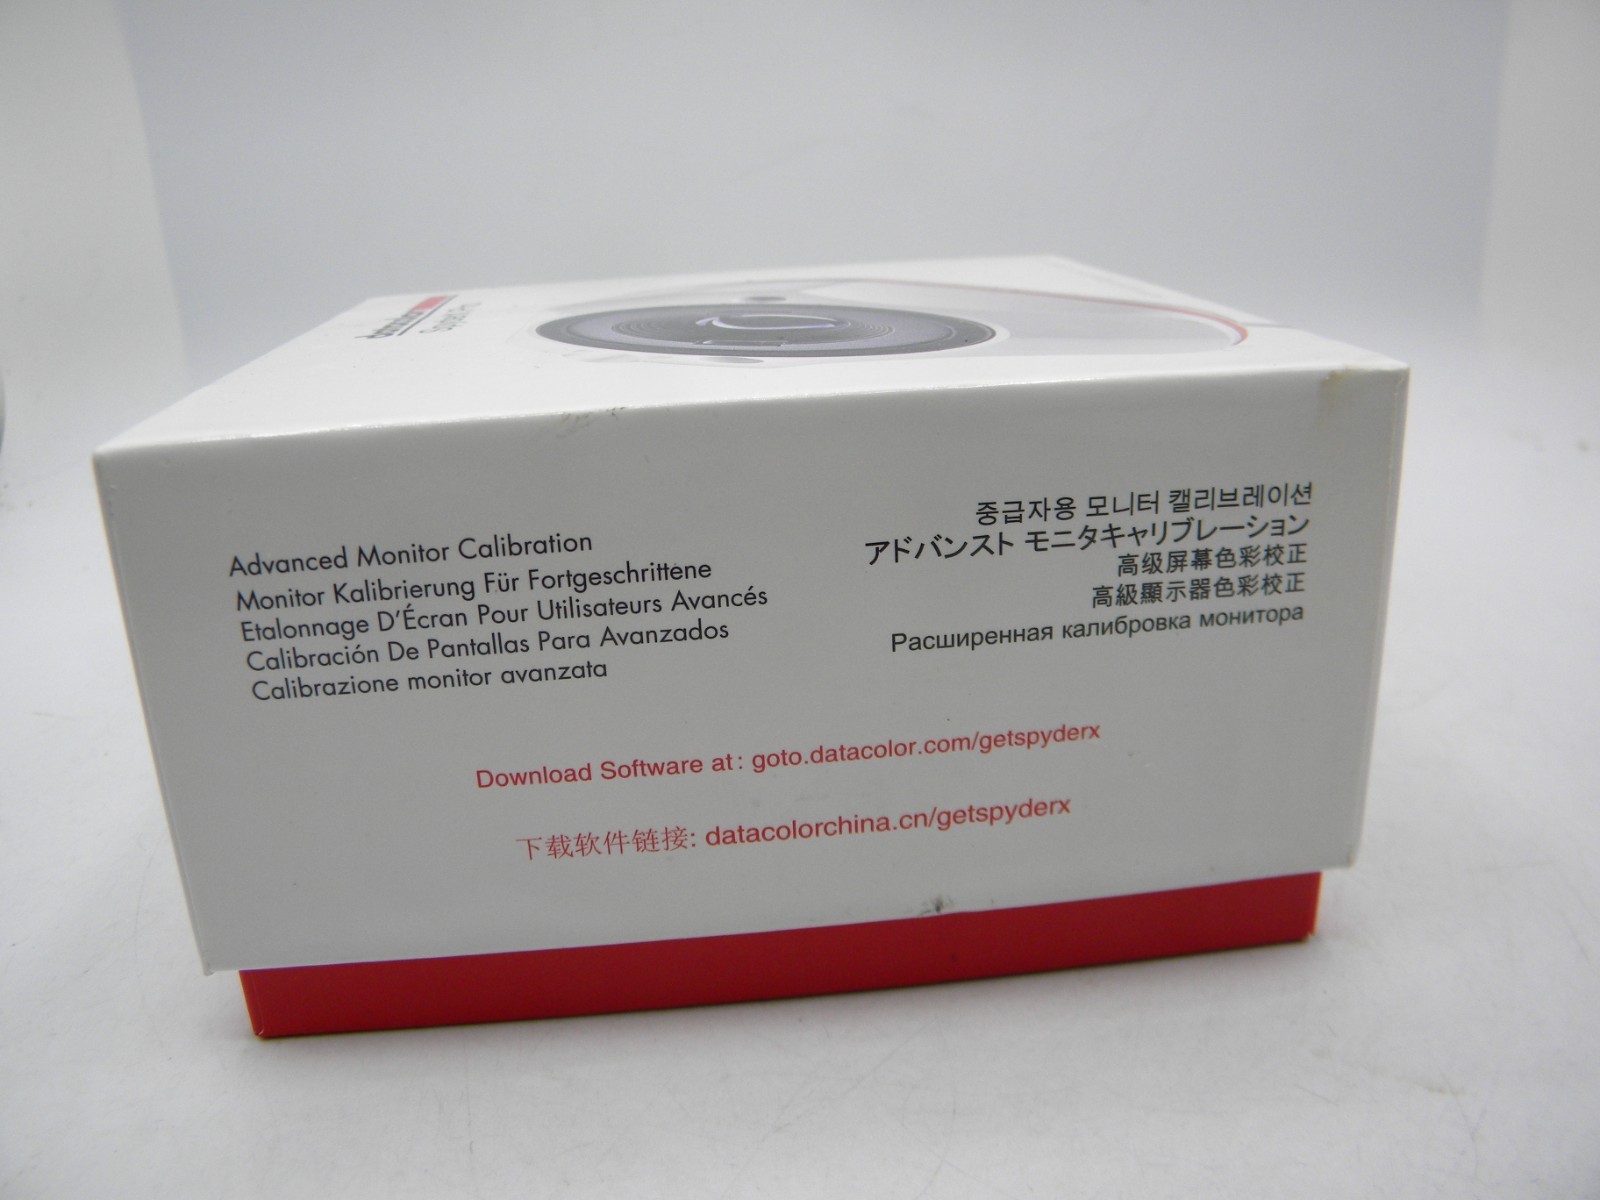 datacolor
Advanced Monitor Calibration
Monitor Kalibrierung Für Fortgeschrittene
Etalonnage D'Écran Pour Utilisateurs Avancés
Calibración De Pantallas Para Avanzados
Calibrazione monitor avanzata
중급자용 모니터 캘리브레이션
アドバンスト モニタキャリブレーション
高级屏幕色彩校正
高級顯示器色彩校正
Расширенная калибровка монитора
Download Software at: goto.datacolor.com/getspyderx
下载软件链接: datacolorchina.cn/getspyderx